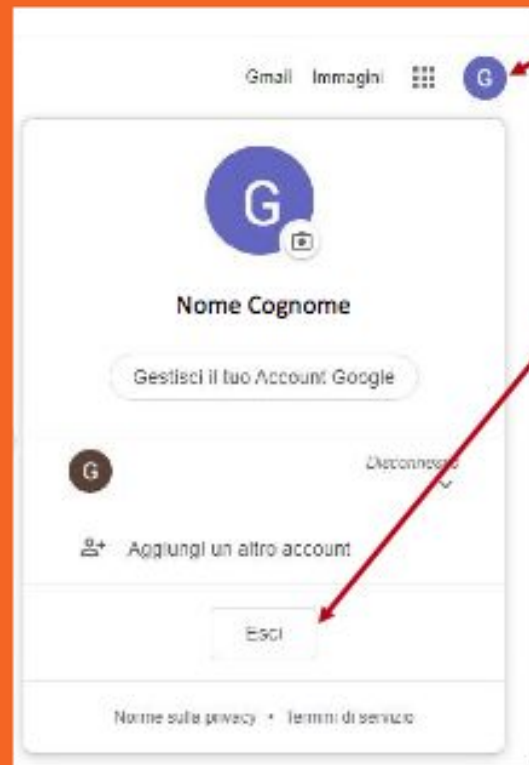 Gmail Immagini G
G
Nome Cognome
Gestisci il tuo Account Google
G Disconnesso
Aggiungi un altro account
Esci
Norme sulla privacy • Termini di servizio